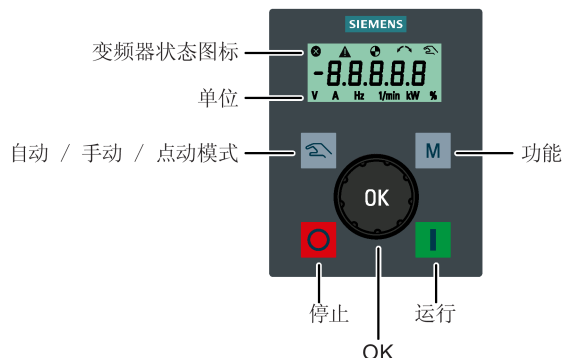 SIEMENS
变频器状态图标
-8.8.8.8.8
单位
V A Hz 1/min kW %
自动 / 手动 / 点动模式
M
功能
OK
停止
运行
OK